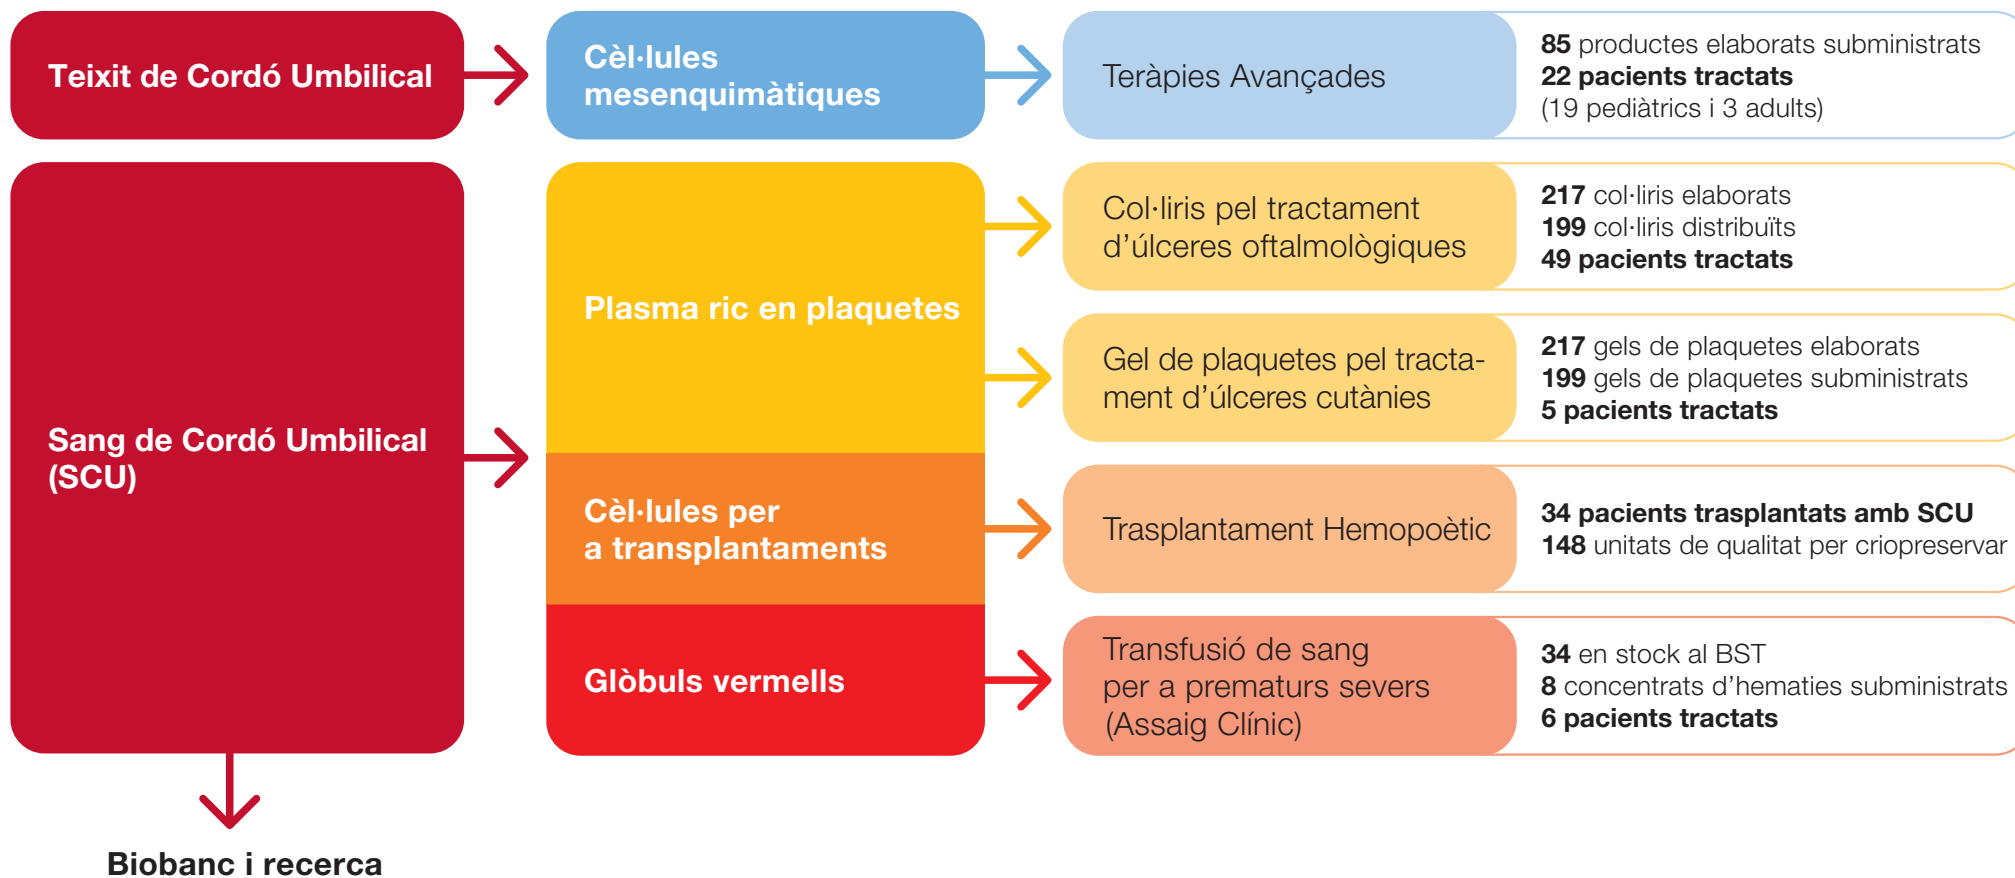 Teixit de Cordó Umbilical
Cèl·lules
mesenquimàtiques
Teràpies Avançades
85 productes elaborats subministrats
22 pacients tractats
(19 pediàtrics i 3 adults)
Sang de Cordó Umbilical
(SCU)
Plasma ric en plaquetes
Col·liris pel tractament
d’úlceres oftalmològiques
217 col·liris elaborats
199 col·liris distribuïts
49 pacients tractats
Gel de plaquetes pel tracta-
ment d’úlceres cutànies
217 gels de plaquetes elaborats
199 gels de plaquetes subministrats
5 pacients tractats
Cèl·lules per
a transplantaments
Trasplantament Hemopoètic
34 pacients trasplantats amb SCU
148 unitats de qualitat per criopreservar
Glòbuls vermells
Transfusió de sang
per a prematurs severs
(Assaig Clínic)
34 en stock al BST
8 concentrats d’hematies subministrats
6 pacients tractats
Biobanc i recerca